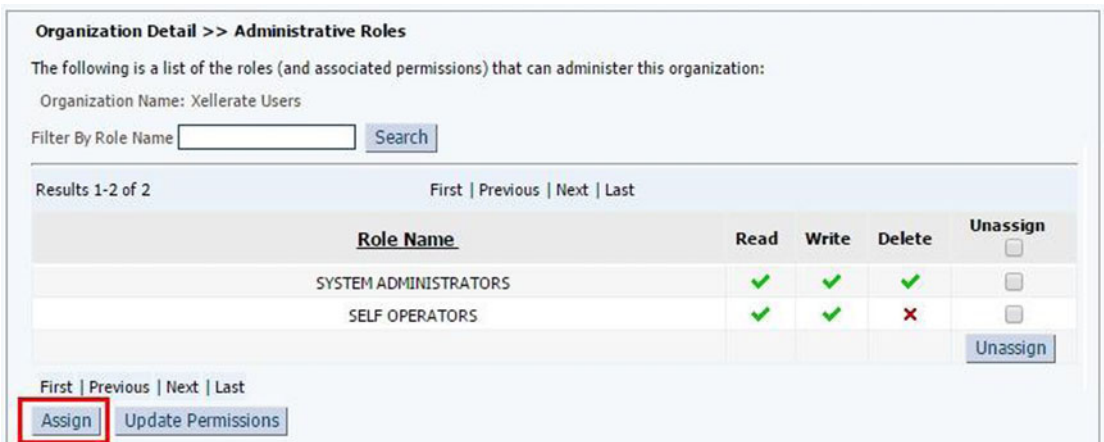 Organization Detail >> Administrative Roles
The following is a list of the roles (and associated permissions) that can administer this organization:
Organization Name: Xellerate Users
Filter By Role Name Search
Results 1-2 of 2 First | Previous | Next | Last
Role Name Read Write Delete Unassign
SYSTEM ADMINISTRATORS
SELF OPERATORS
Unassign
First | Previous | Next | Last
Assign Update Permissions